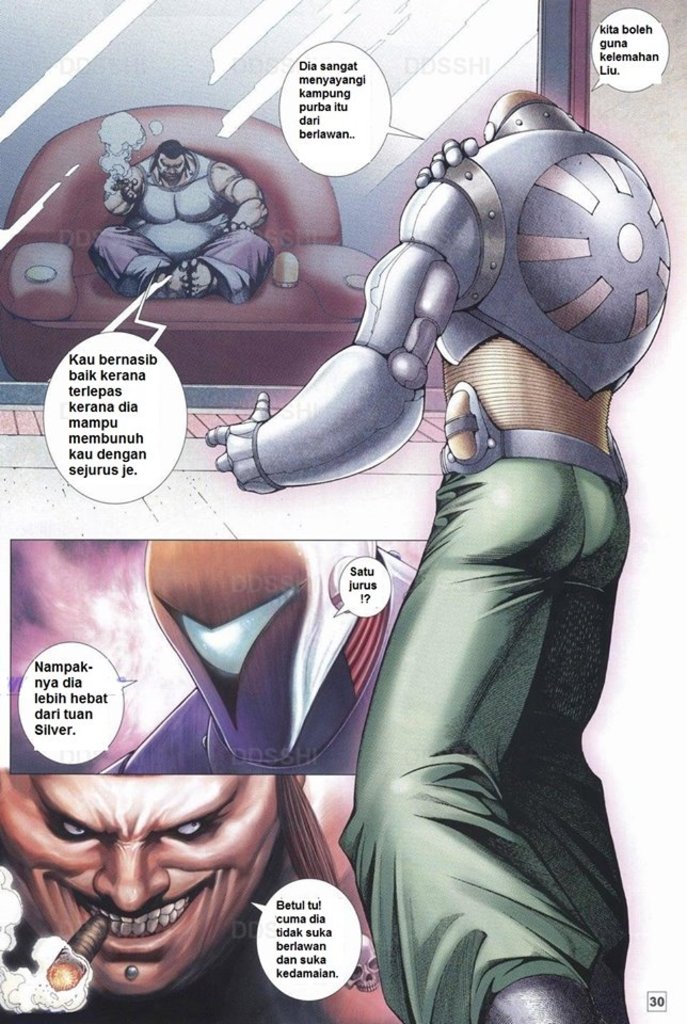 Dia sangat
menyayangi
kampung
purba itu
dari
berlawan..
kita boleh
guna
kelemahan
Liu.
Kau bernasib
baik kerana
terlepas
kerana dia
mampu
membunuh
kau dengan
sejurus je.
Satu
jurus
!?
Nampak-
nya dia
lebih hebat
dari tuan
Silver.
Betul tu!
cuma dia
tidak suka
berlawan
dan suka
kedamaian.
DDSSHI
30